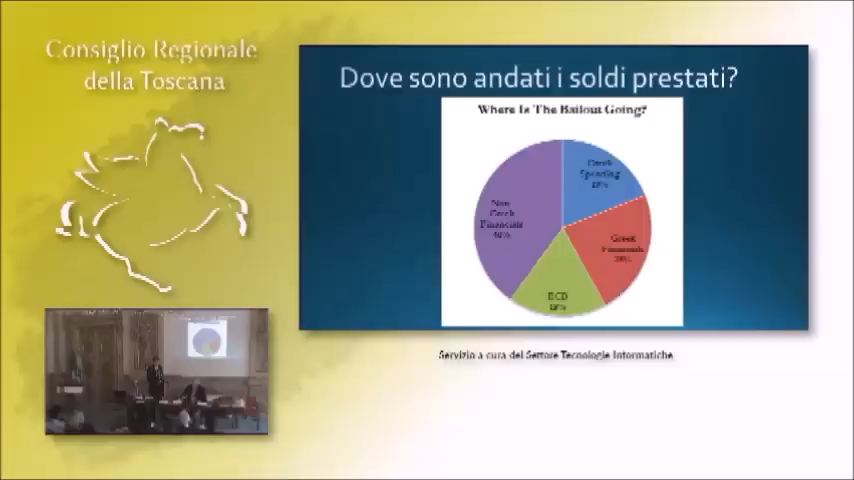 Consiglio Regionale
della Toscana
Dove sono andati i soldi prestati?
Where Is The Bailout Going?
Greek
Spending
Non
Greek
Financials
40%
Greek
Financials
Servizio a cura del Settore Tecnologie Informatiche